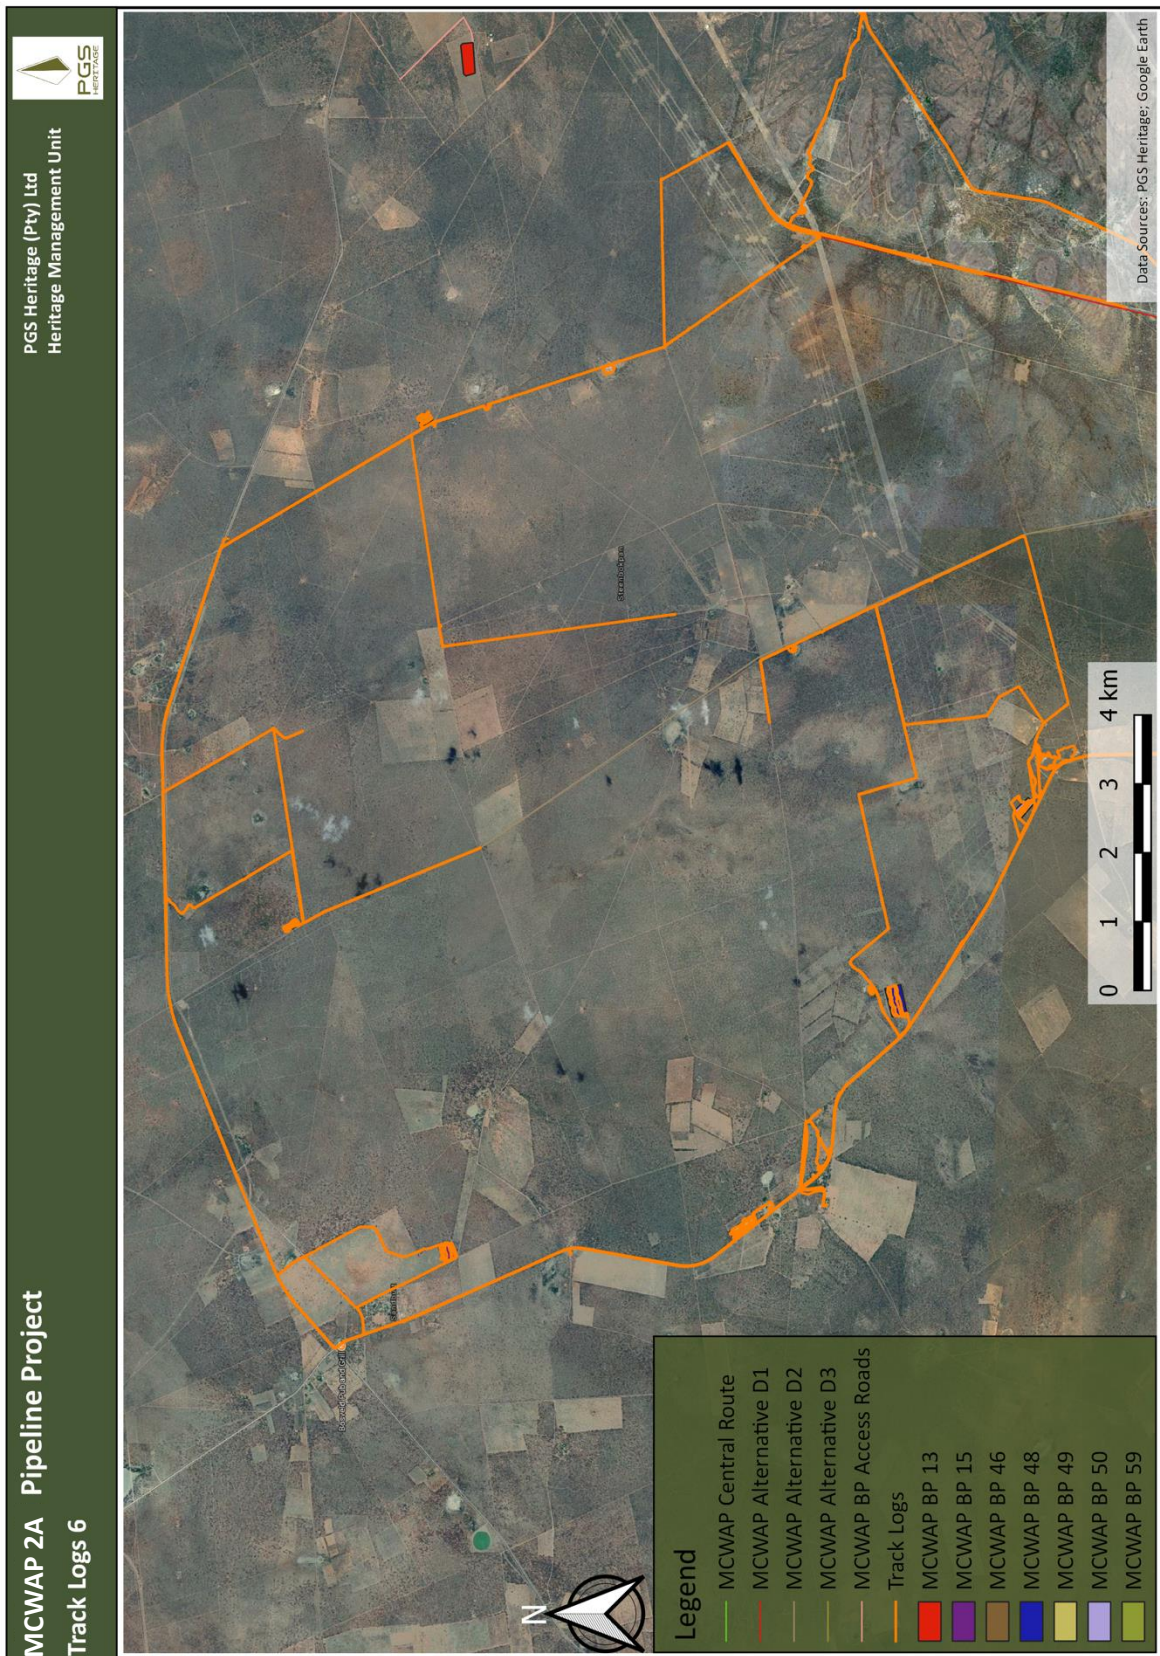 MCWAP 2A Pipeline Project
Track Logs 6
PGS Heritage (Pty) Ltd
Heritage Management Unit
PGS
HERITAGE
Steenbokpan
N
Legend
MCWAP Central Route
MCWAP Alternative D1
MCWAP Alternative D2
MCWAP Alternative D3
MCWAP BP Access Roads
Track Logs
MCWAP BP 13
MCWAP BP 15
MCWAP BP 46
MCWAP BP 48
MCWAP BP 49
MCWAP BP 50
MCWAP BP 59
0 1 2 3 4 km
Data Sources: PGS Heritage; Google Earth